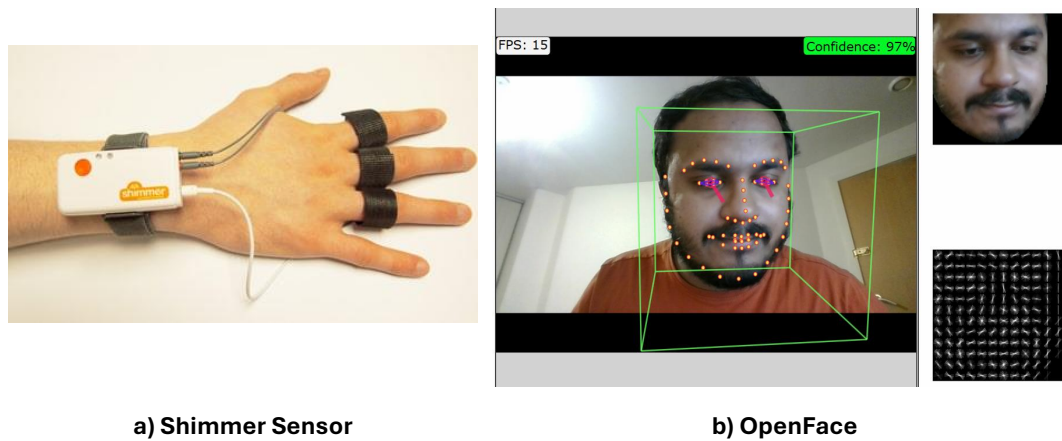 shimmer
FPS: 15
Confidence: 97%
a) Shimmer Sensor
b) OpenFace